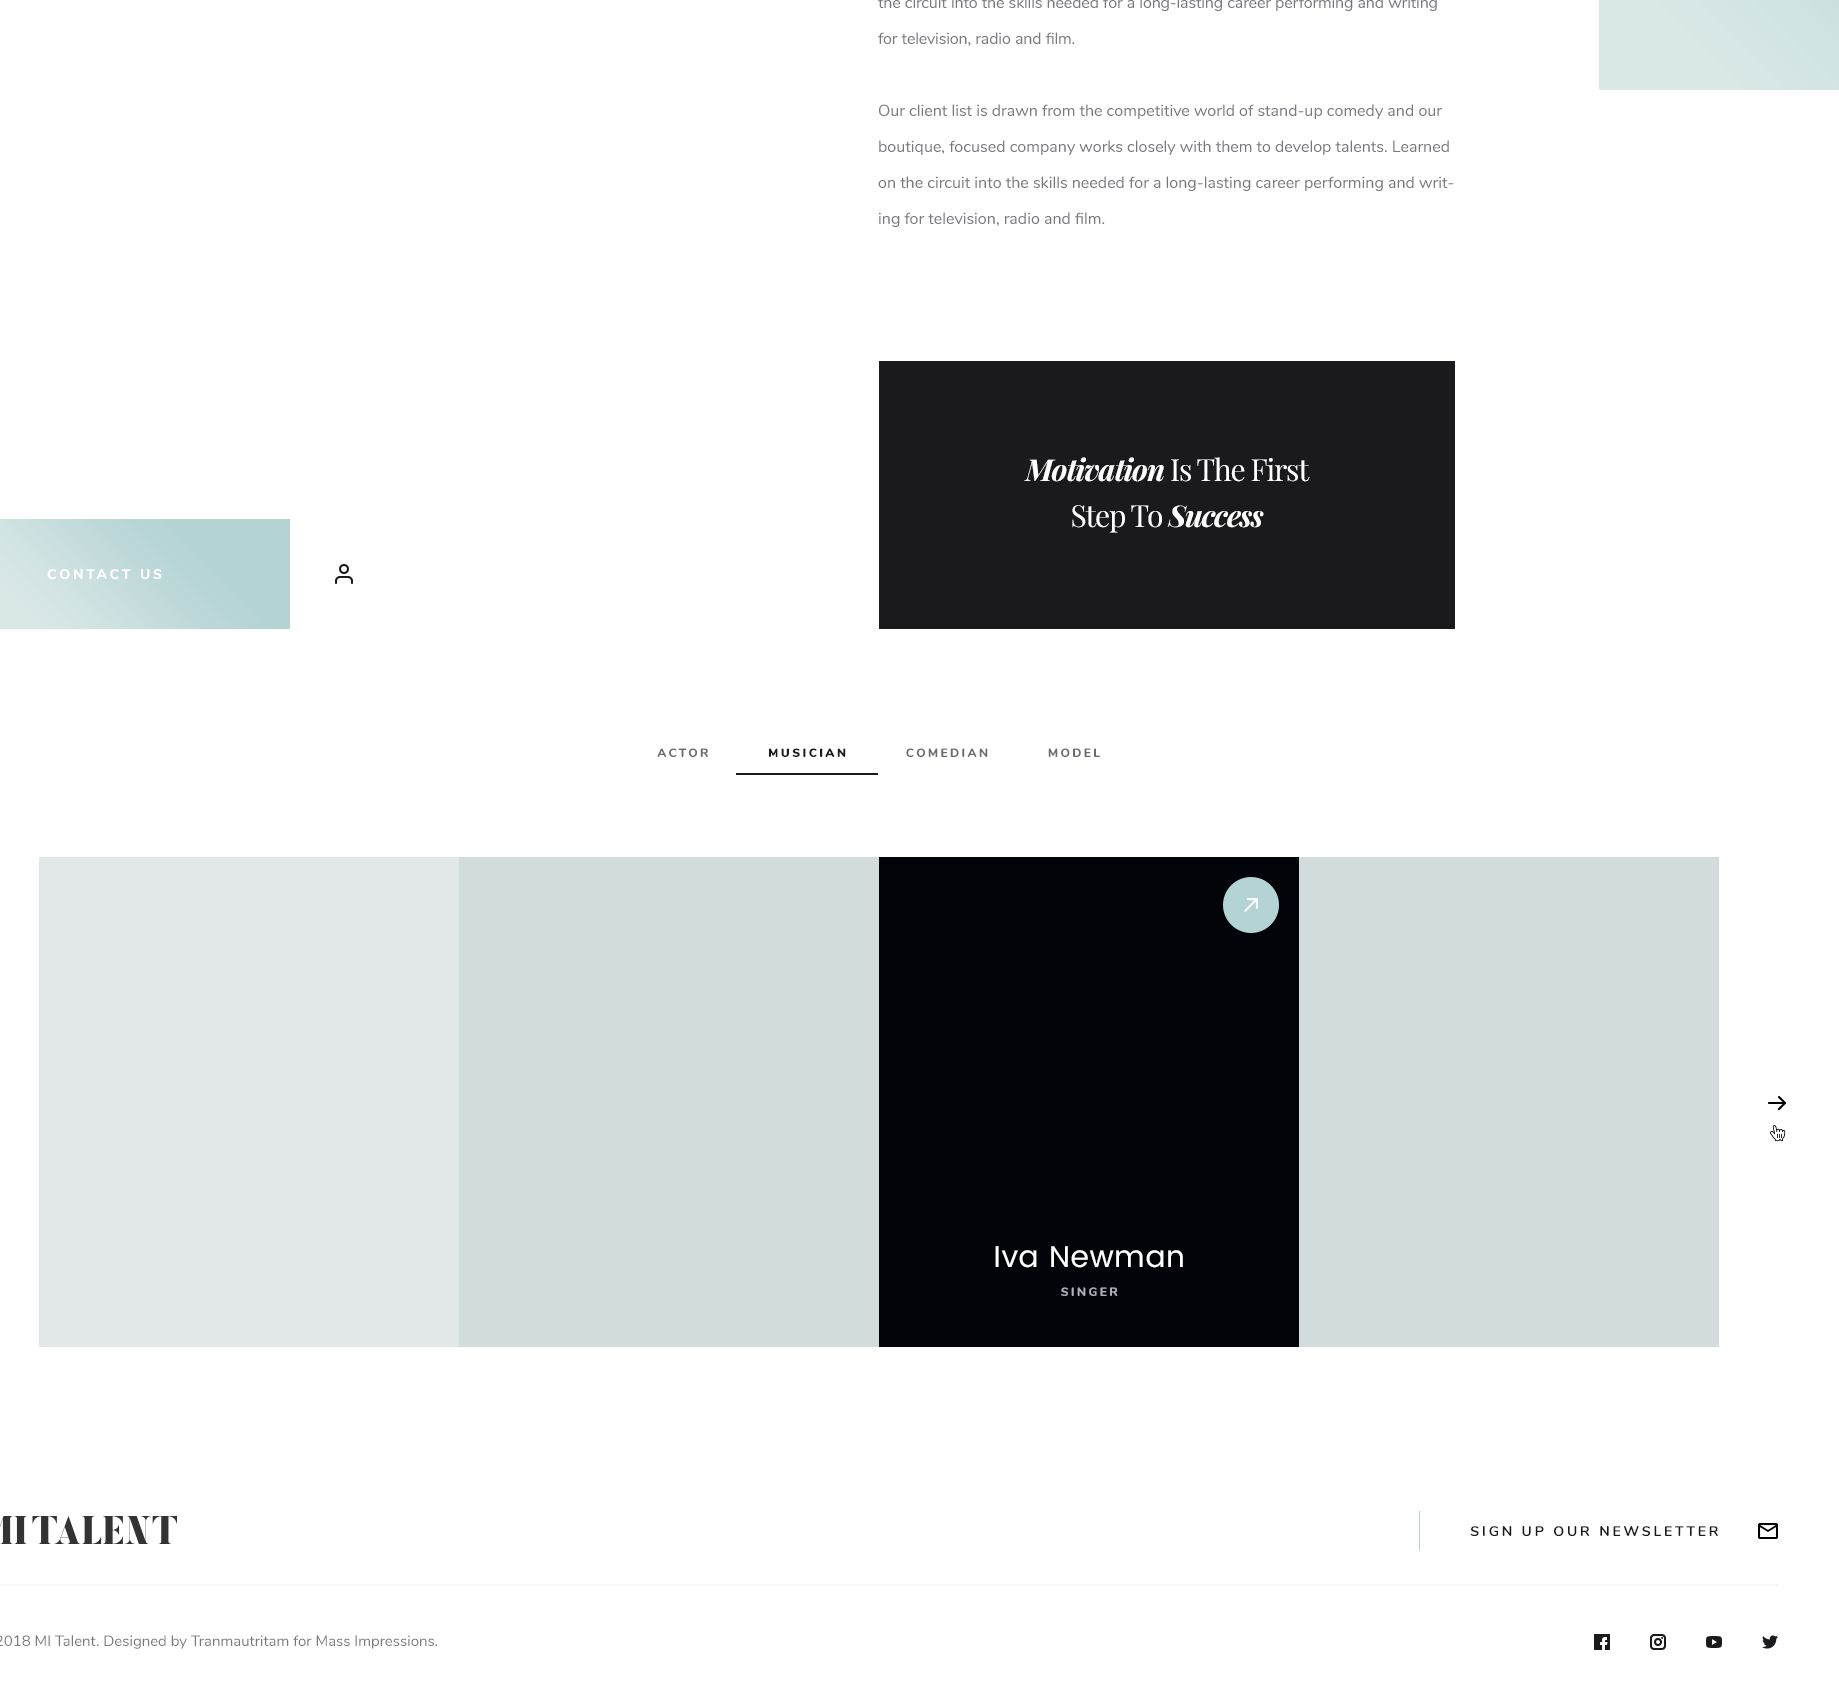 the circuit into the skills needed for a long-lasting career performing and writing
for television, radio and film.
Our client list is drawn from the competitive world of stand-up comedy and our
boutique, focused company works closely with them to develop talents. Learned
on the circuit into the skills needed for a long-lasting career performing and writ-
ing for television, radio and film.
Motivation Is The First
Step To Success
CONTACT US
ACTOR
MUSICIAN
COMEDIAN
MODEL
Iva Newman
SINGER
MI TALENT
SIGN UP OUR NEWSLETTER
2018 MI Talent. Designed by Tranmautritam for Mass Impressions.